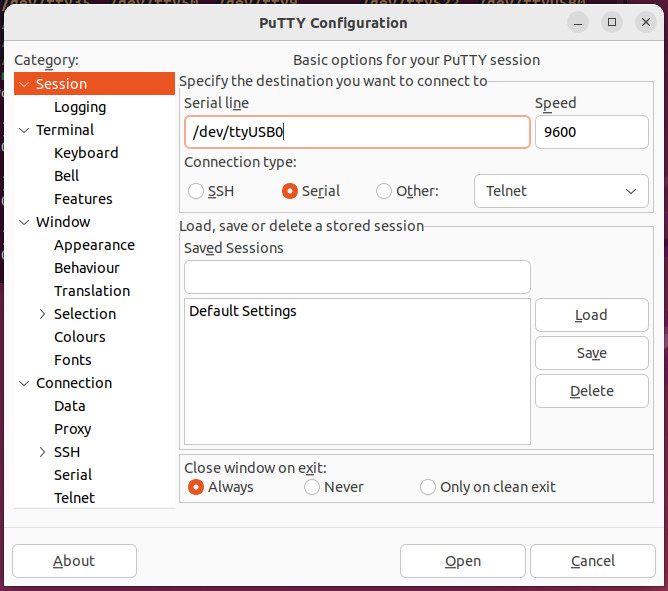 PuTTY Configuration
Category:
Session
Logging
Terminal
Keyboard
Bell
Features
Window
Appearance
Behaviour
Translation
Selection
Colours
Fonts
Connection
Data
Proxy
SSH
Serial
Telnet
Basic options for your PuTTY session
Specify the destination you want to connect to
Serial line Speed
/dev/ttyUSB0 9600
Connection type:
SSH Serial Other: Telnet
Load, save or delete a stored session
Saved Sessions
Default Settings
Load
Save
Delete
Close window on exit:
Always Never Only on clean exit
About Open Cancel